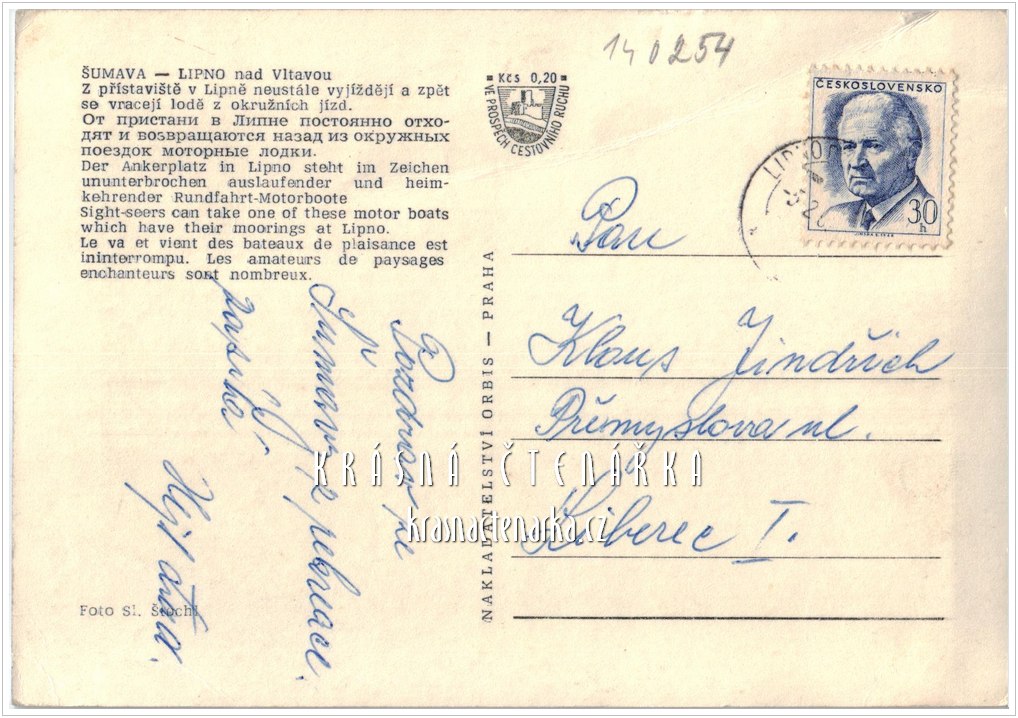 140254
ŠUMAVA — LIPNO nad Vltavou
Z přístaviště v Lipně neustále vyjíždějí a zpět
se vracejí lodě z okružních jízd.
От пристани в Липне постоянно отхо-
дят и возвращаются назад из окружных
поездок моторные лодки.
Der Ankerplatz in Lipno steht im Zeichen
ununterbrochen auslaufender und heim-
kehrender Rundfahrt-Motorboote
Sight-seers can take one of these motor boats
which have their moorings at Lipno.
Le va et vient des bateaux de plaisance est
ininterrompu. Les amateurs de paysages
enchanteurs sont nombreux.
Kčs 0,20
VE PROSPĚCH CESTOVNÍHO RUCHU
ČESKOSLOVENSKO
30 h
LIPNO
Pan
Klaus Jindřich
Přemyslova ul.
Liberec I.
Pozdrav ze
Šumavy z rekreace
posílá
NAKLADATELSTVÍ ORBIS — PRAHA
KRÁSNÁ ČTENÁŘKA
krasnactenarka.cz
Foto Sl. Štochl